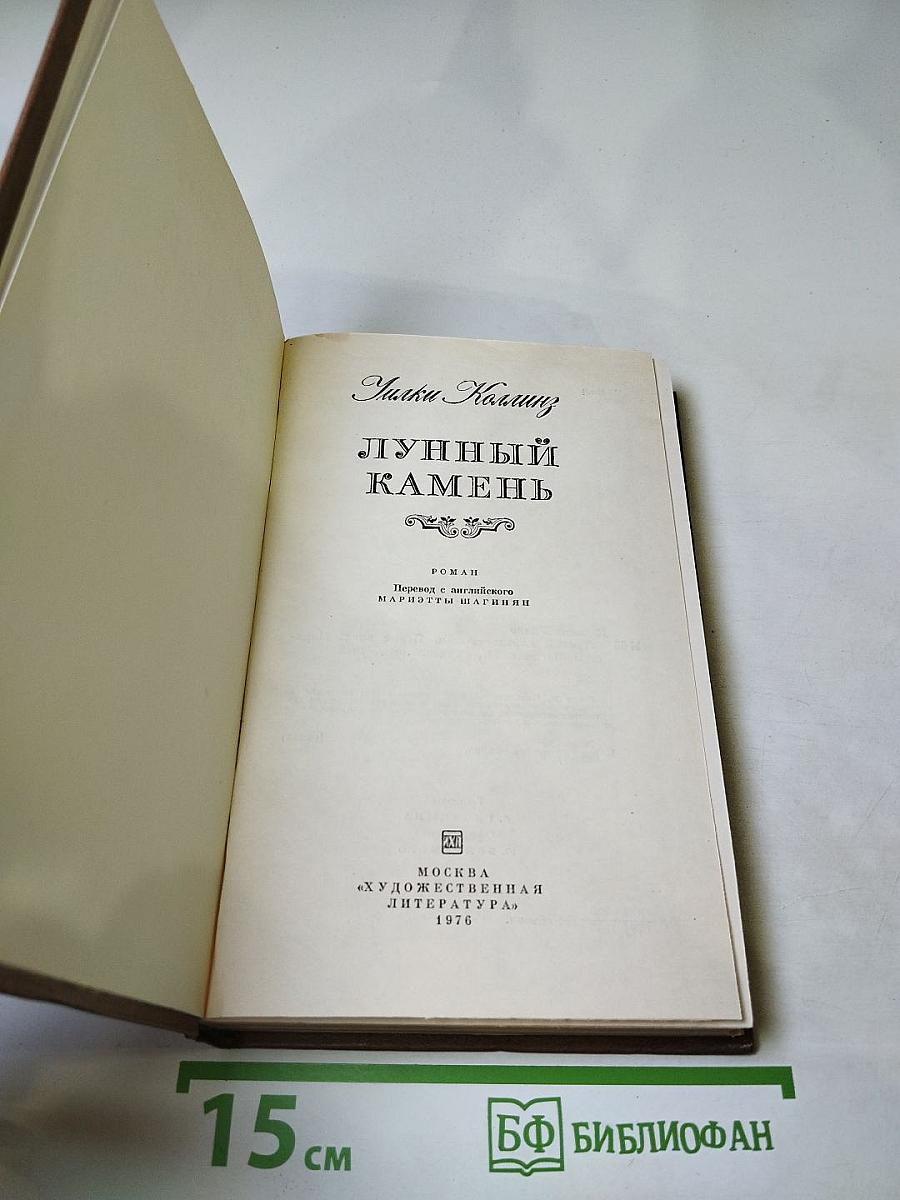 Уилки Коллинз
ЛУННЫЙ
КАМЕНЬ
РОМАН
Перевод с английского
МАРИЭТТЫ ШАГИНЯН
МОСКВА
«ХУДОЖЕСТВЕННАЯ
ЛИТЕРАТУРА»
1976
15 см
БФ БИБЛИОФАН